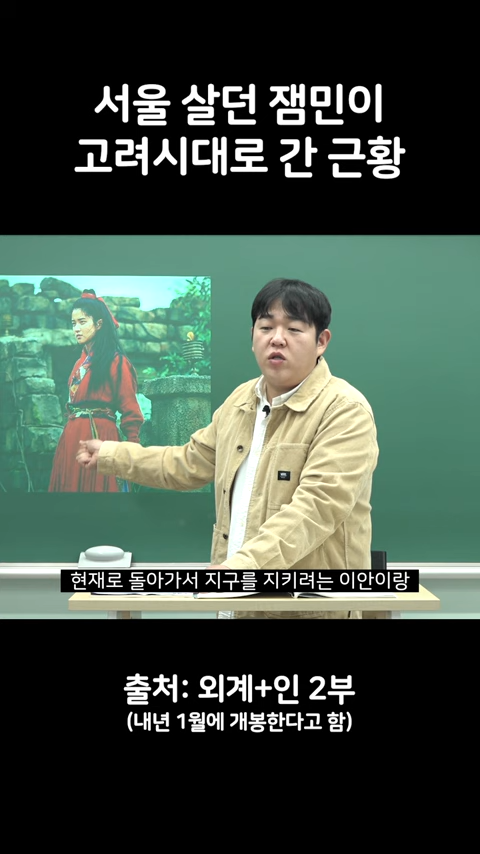 서울 살던 잼민이
고려시대로 간 근황
현재로 돌아가서 지구를 지키려는 이안이랑
출처: 외계+인 2부
(내년 1월에 개봉한다고 함)